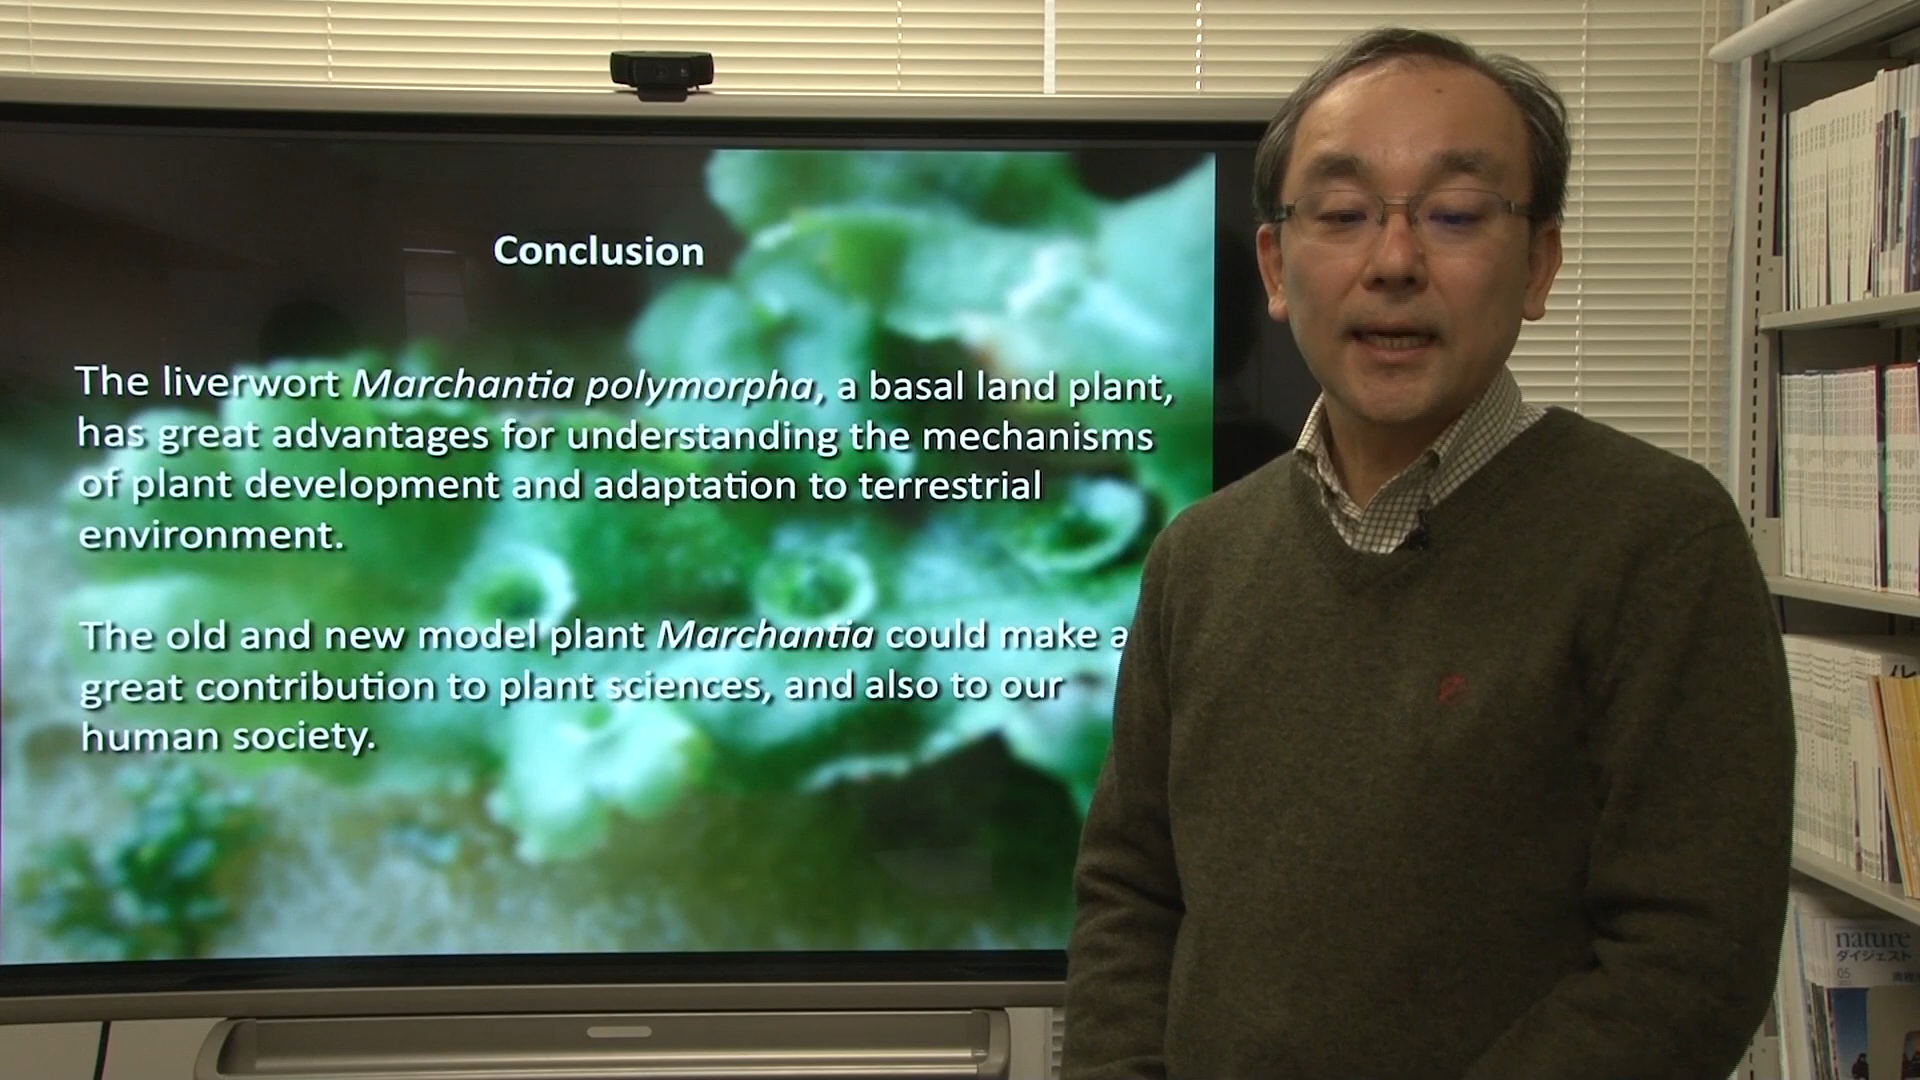 Conclusion
The liverwort Marchantia polymorpha, a basal land plant,
has great advantages for understanding the mechanisms
of plant development and adaptation to terrestrial
environment.
The old and new model plant Marchantia could make a
great contribution to plant sciences, and also to our
human society.
nature
ダイジェスト
05